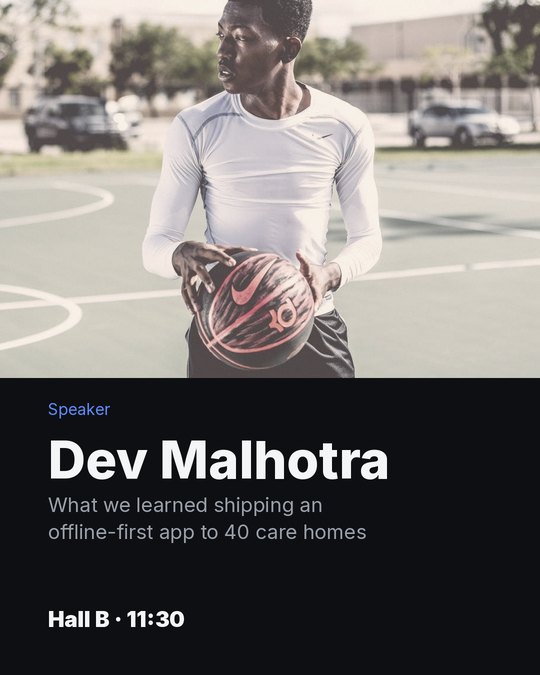 Speaker
Dev Malhotra
What we learned shipping an
offline-first app to 40 care homes
Hall B · 11:30